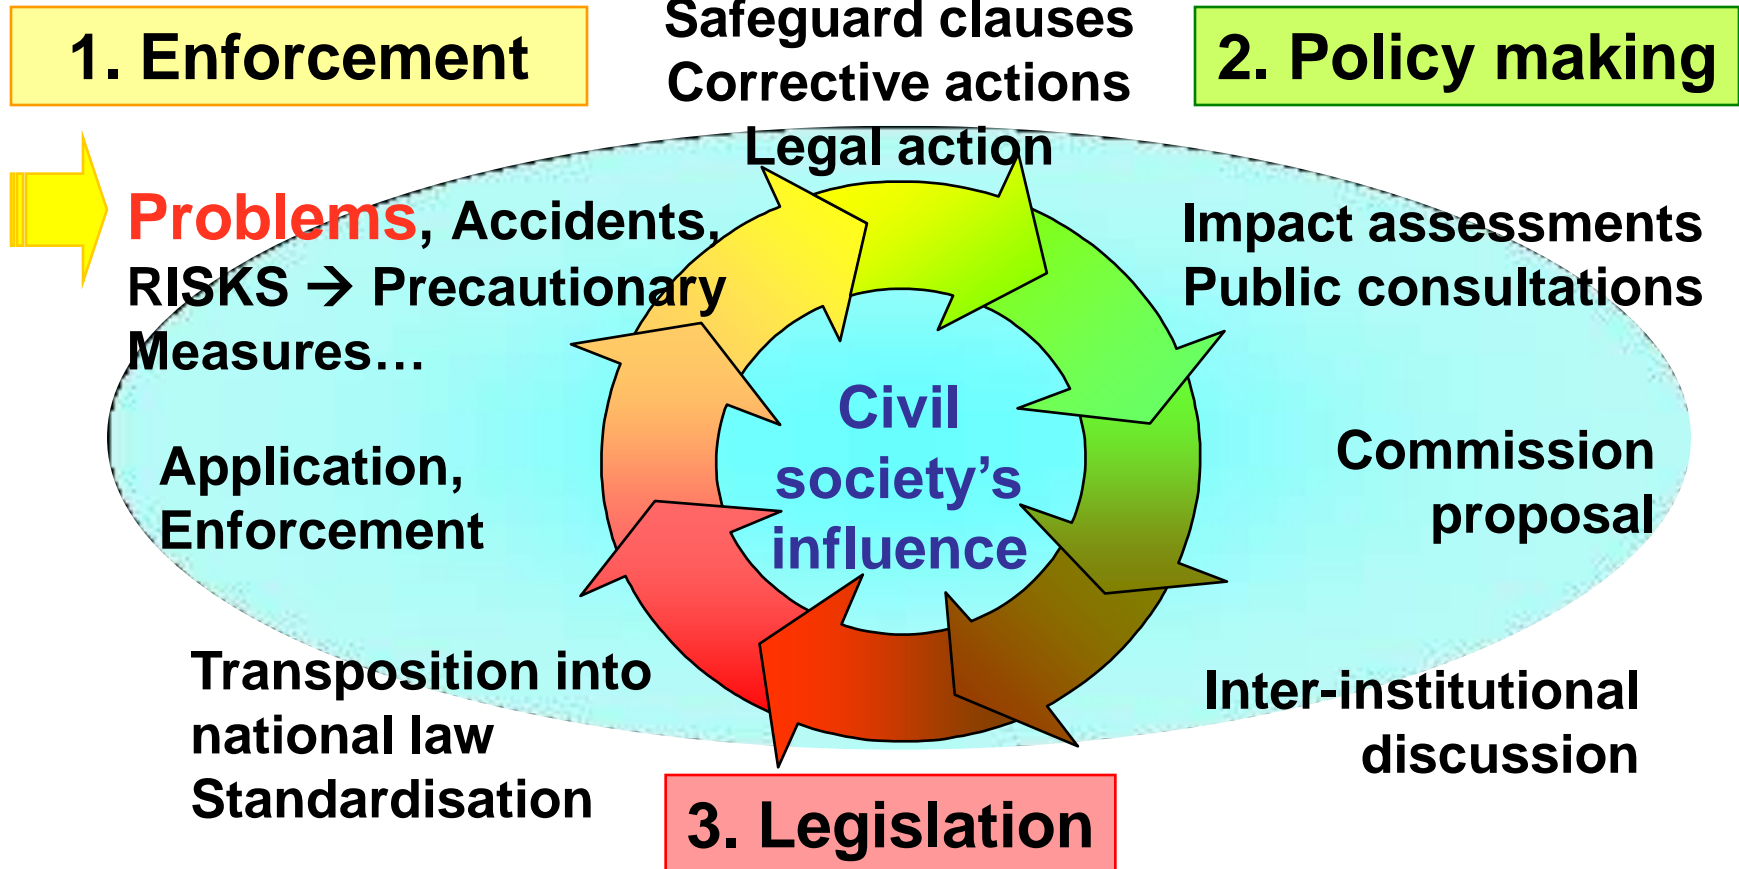 1. Enforcement
Safeguard clauses
Corrective actions
Legal action
2. Policy making
Problems, Accidents,
RISKS → Precautionary
Measures…
Impact assessments
Public consultations
Civil
society’s
influence
Application,
Enforcement
Commission
proposal
Transposition into
national law
Standardisation
Inter-institutional
discussion
3. Legislation